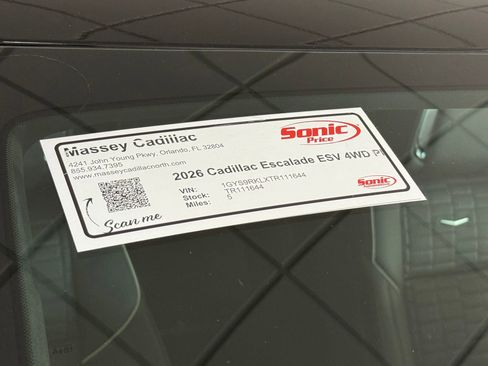 Massey Cadillac
4241 John Young Pkwy, Orlando, FL 32804
855.934.7395
www.masseycadillacnorth.com
Sonic
Price
2026 Cadillac Escalade ESV 4WD P
VIN: 1GYS9RKLXTR111644
Stock: TR111644
Miles: 5
Scan me
Sonic